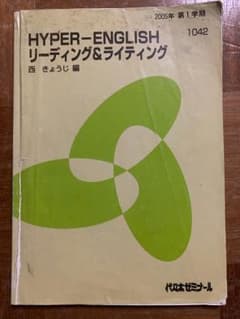 2005年 第1学期
1042
HYPER-ENGLISH
リーディング&ライティング
西 きょうじ 編
代々木ゼミナール